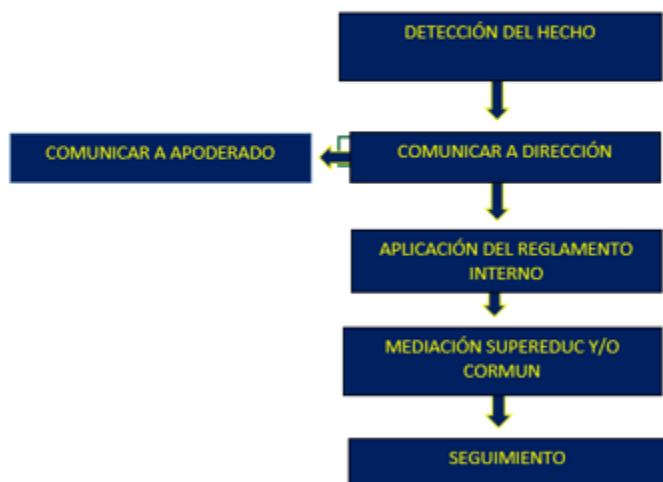 DETECCIÓN DEL HECHO
COMUNICAR A APODERADO
COMUNICAR A DIRECCIÓN
APLICACIÓN DEL REGLAMENTO
INTERNO
MEDIACIÓN SUPEREDUC Y/O
CORMUN
SEGUIMIENTO